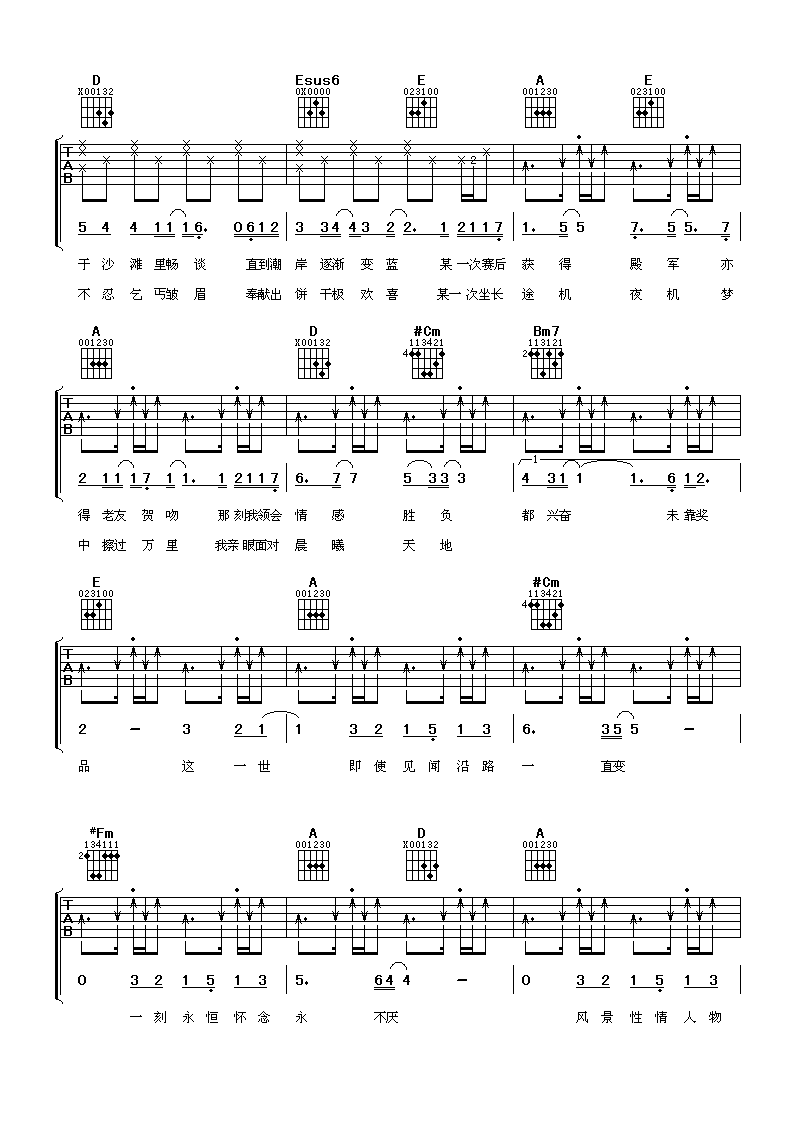 D Esus6 E A E
X00132 0X0000 023100 001230 023100
T
A
B
2
5 4 4 1 1 1 6. 0 6 1 2 3 3 4 4 3 2 2. 1 2 1 1 7 1. 5 5 7. 5 5. 7
于 沙 滩 里 畅 谈 直到 潮 岸 逐渐 变 蓝 某 一次赛后 获 得 殿 军 亦
不 忍 乞 丐 皱 眉 奉献出 饼 干极 欢 喜 某一 次坐长 途 机 夜 机 梦
A D #Cm Bm7
001230 X00132 113421 113121
4 2
T
A
B
1
2 1 1 1 7 1 1. 1 2 1 1 7 6. 7 7 5 3 3 3 4 3 1 1 1. 6 1 2.
得 老友 贺 吻 那 刻我领会 情 感 胜 负 都 兴奋 未 靠奖
中 擦过 万 里 我亲 眼面对 晨 曦 天 地
E A #Cm
023100 001230 113421
4
T
A
B
2 – 3 2 1 1 3 2 1 5 1 3 6. 3 5 5 –
品 这 一 世 即 使 见 闻 沿 路 一 直变
#Fm A D A
134111 001230 X00132 001230
2
T
A
B
0 3 2 1 5 1 3 5. 6 4 4 – 0 3 2 1 5 1 3
一 刻 永 恒 怀 念 永 不厌 风 景 性 情 人 物